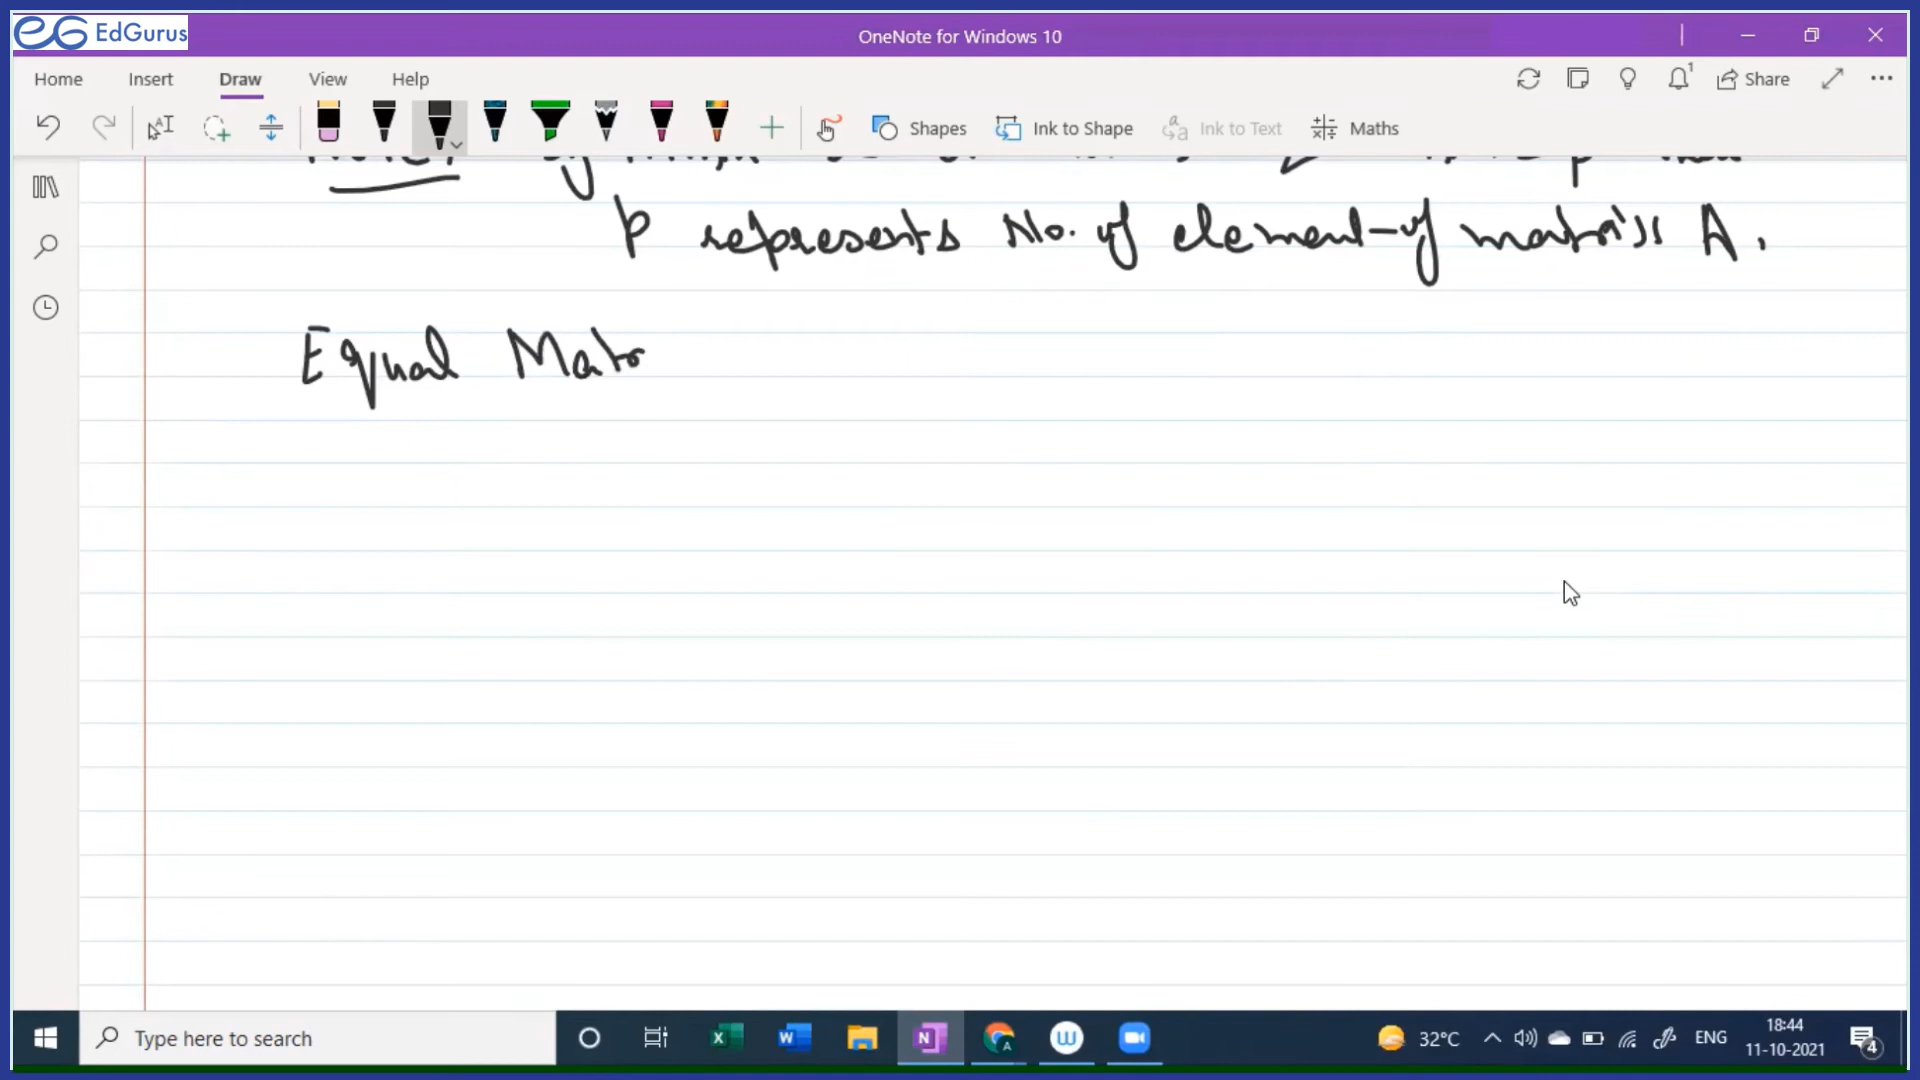 EdGurus
OneNote for Windows 10
Home Insert Draw View Help
1 Share
Shapes Ink to Shape Ink to Text Maths
p represents No. of element of matrix A.
Equal Matr
Type here to search
32°C ENG 18:44
11-10-2021
4